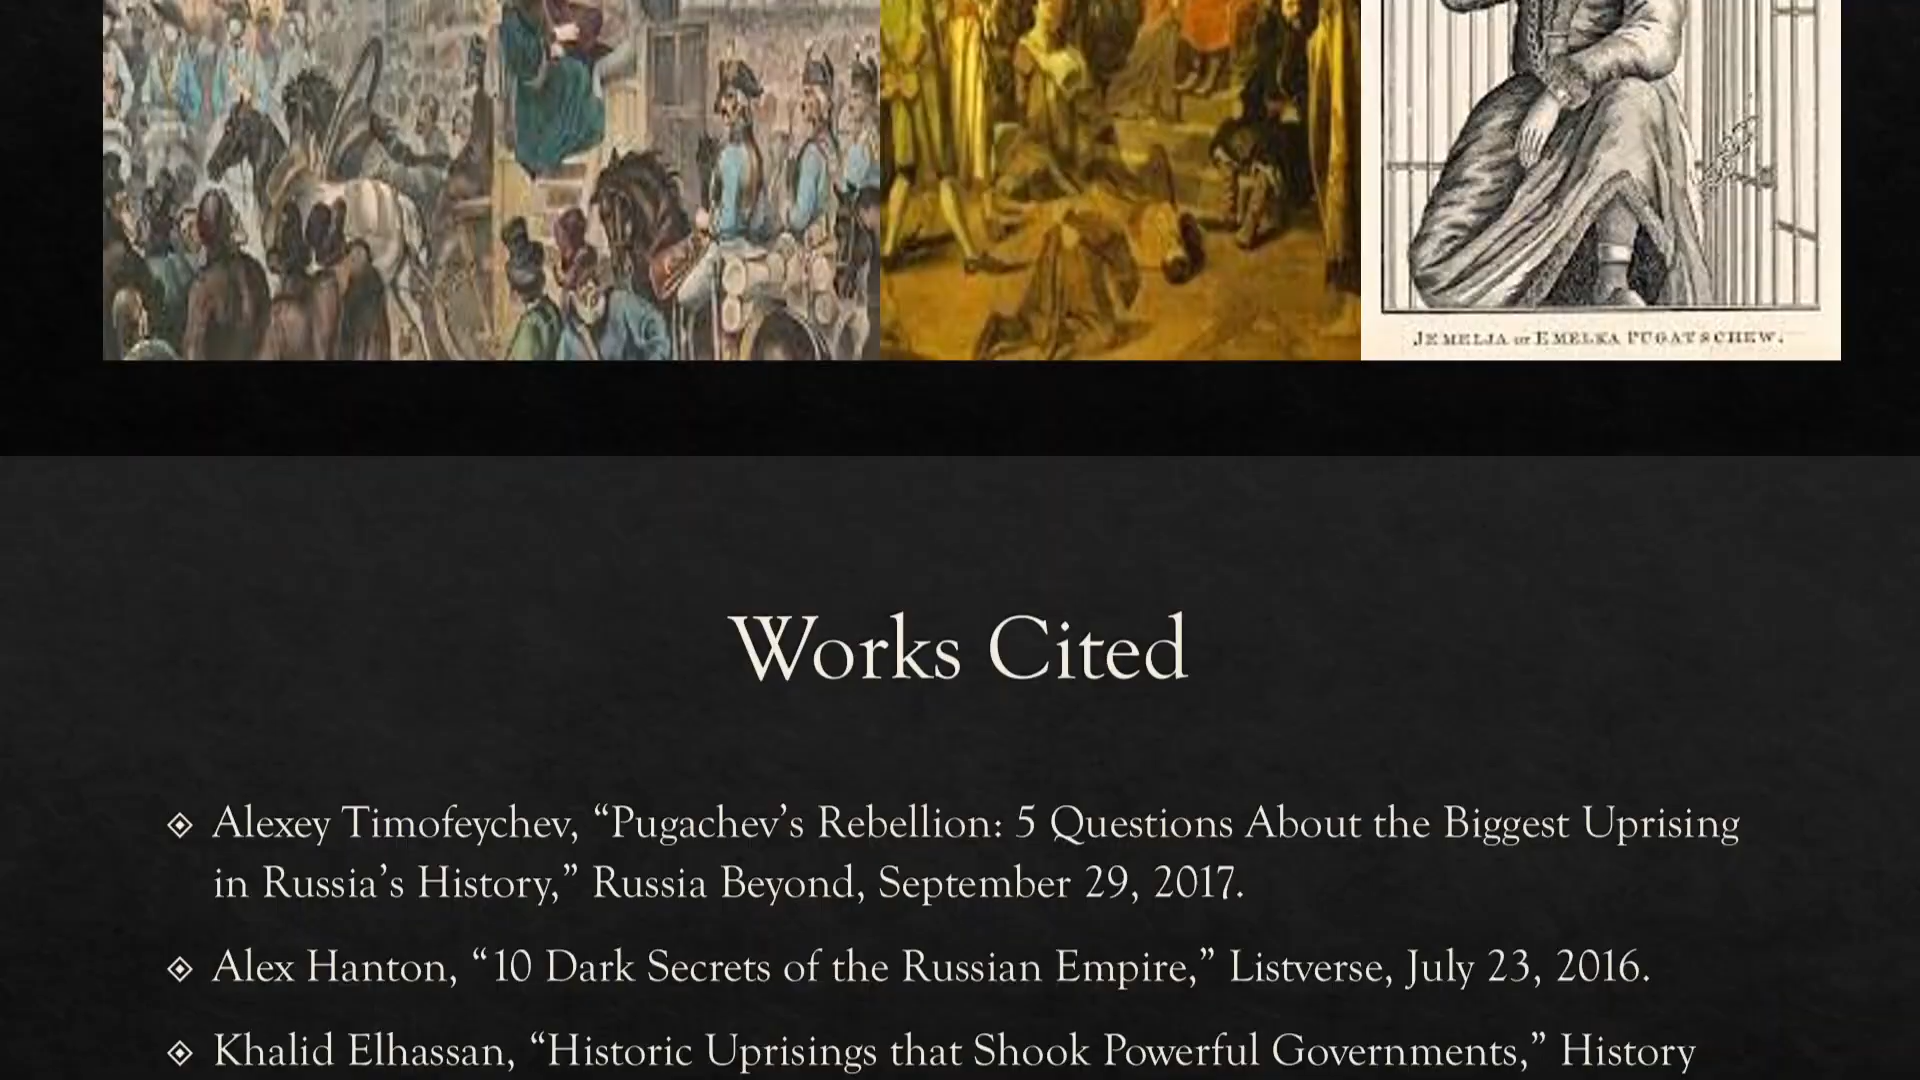 JEMELJA or EMELKA PUGATSCHEW.
Works Cited
Alexey Timofeychev, “Pugachev’s Rebellion: 5 Questions About the Biggest Uprising
in Russia’s History,” Russia Beyond, September 29, 2017.
Alex Hanton, “10 Dark Secrets of the Russian Empire,” Listverse, July 23, 2016.
Khalid Elhassan, “Historic Uprisings that Shook Powerful Governments,” History